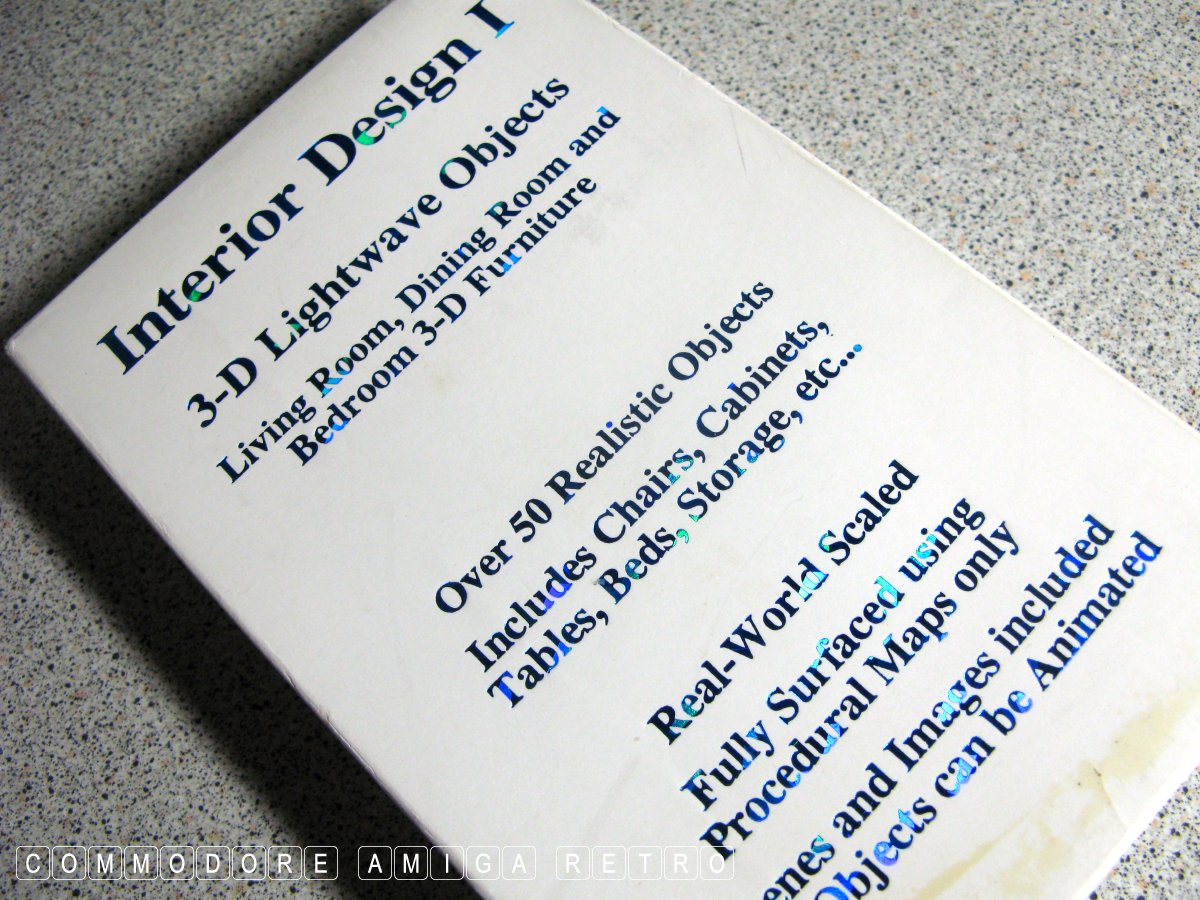 Interior Design I
3-D Lightwave Objects
Living Room, Dining Room and
Bedroom 3-D Furniture
Over 50 Realistic Objects
Includes Chairs, Cabinets,
Tables, Beds, Storage, etc...
Real-World Scaled
Fully Surfaced using
Procedural Maps only
and Images included
Objects can be Animated
COMMODORE AMIGA RETRO